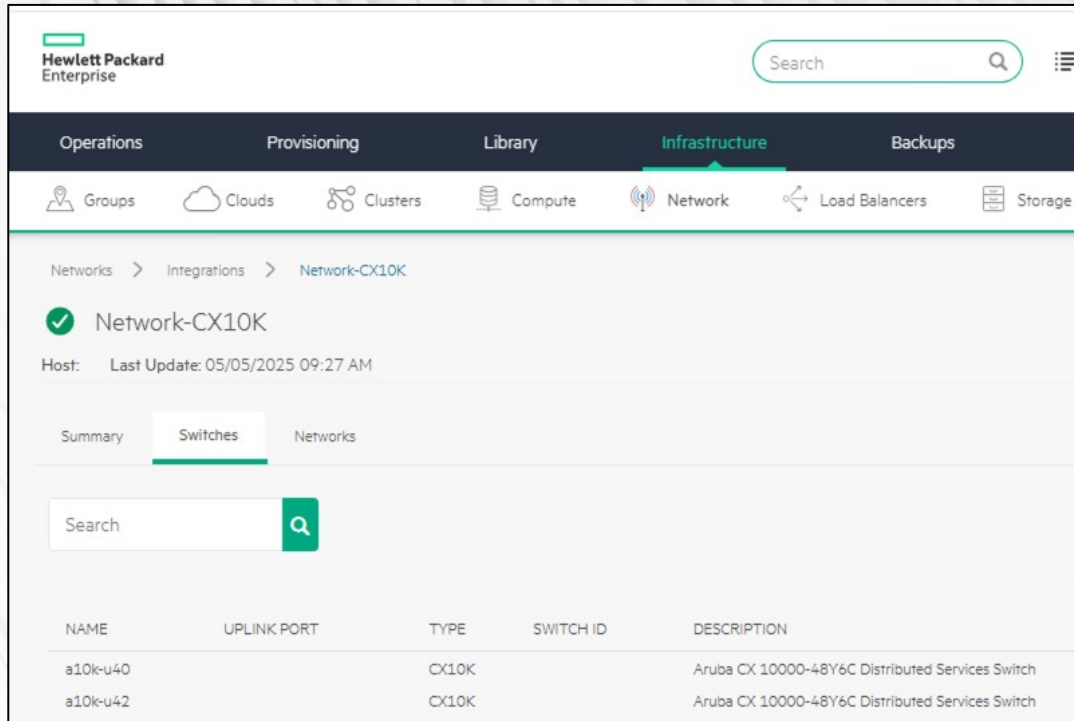 Hewlett Packard
Enterprise
Search
Operations Provisioning Library Infrastructure Backups
Groups Clouds Clusters Compute Network Load Balancers Storage
Networks > Integrations > Network-CX10K
Network-CX10K
Host: Last Update: 05/05/2025 09:27 AM
Summary Switches Networks
Search
NAME UPLINK PORT TYPE SWITCH ID DESCRIPTION
a10k-u40 CX10K Aruba CX 10000-48Y6C Distributed Services Switch
a10k-u42 CX10K Aruba CX 10000-48Y6C Distributed Services Switch